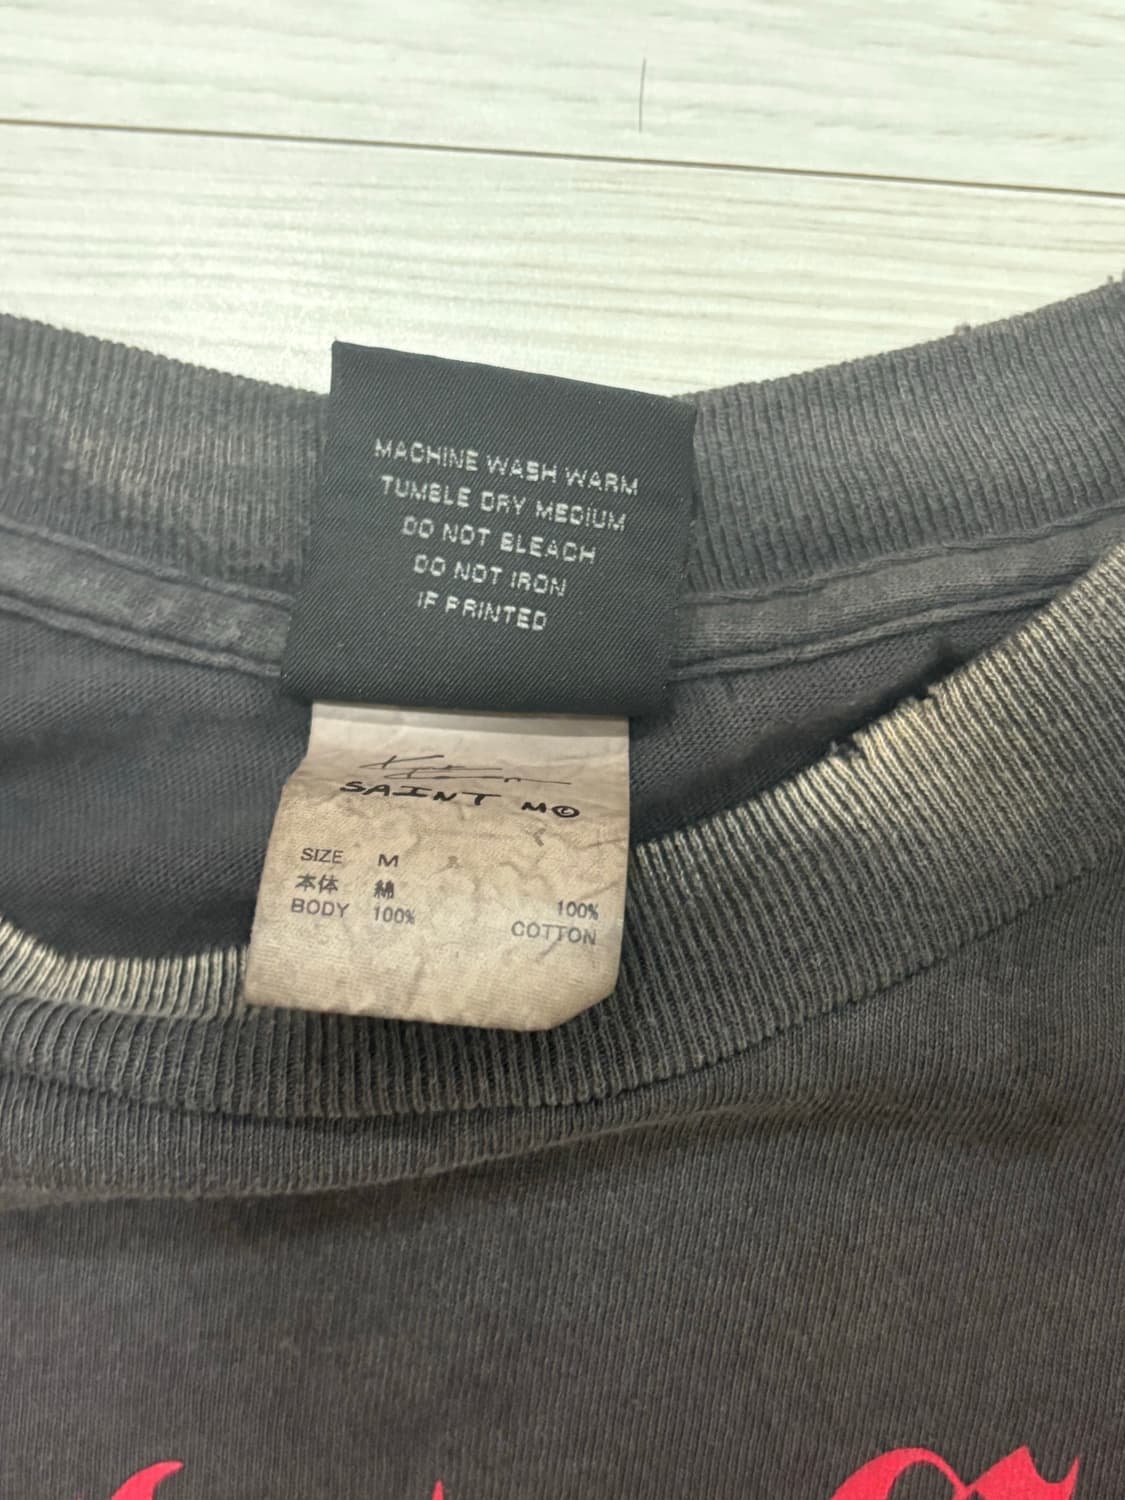 MACHINE WASH WARM
TUMBLE DRY MEDIUM
DO NOT BLEACH
DO NOT IRON
IF PRINTED
SAINT M©
SIZE M
本体 綿 100%
BODY 100% COTTON